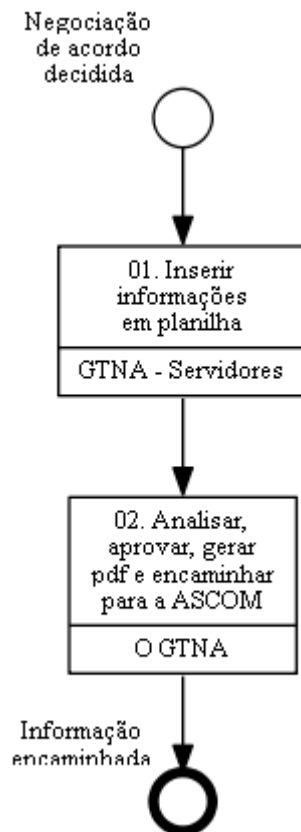 Negociação
de acordo
decidida
01. Inserir
informações
em planilha
GTNA - Servidores
02. Analisar,
aprovar, gerar
pdf e encaminhar
para a ASCOM
O GTNA
Informação
encaminhada